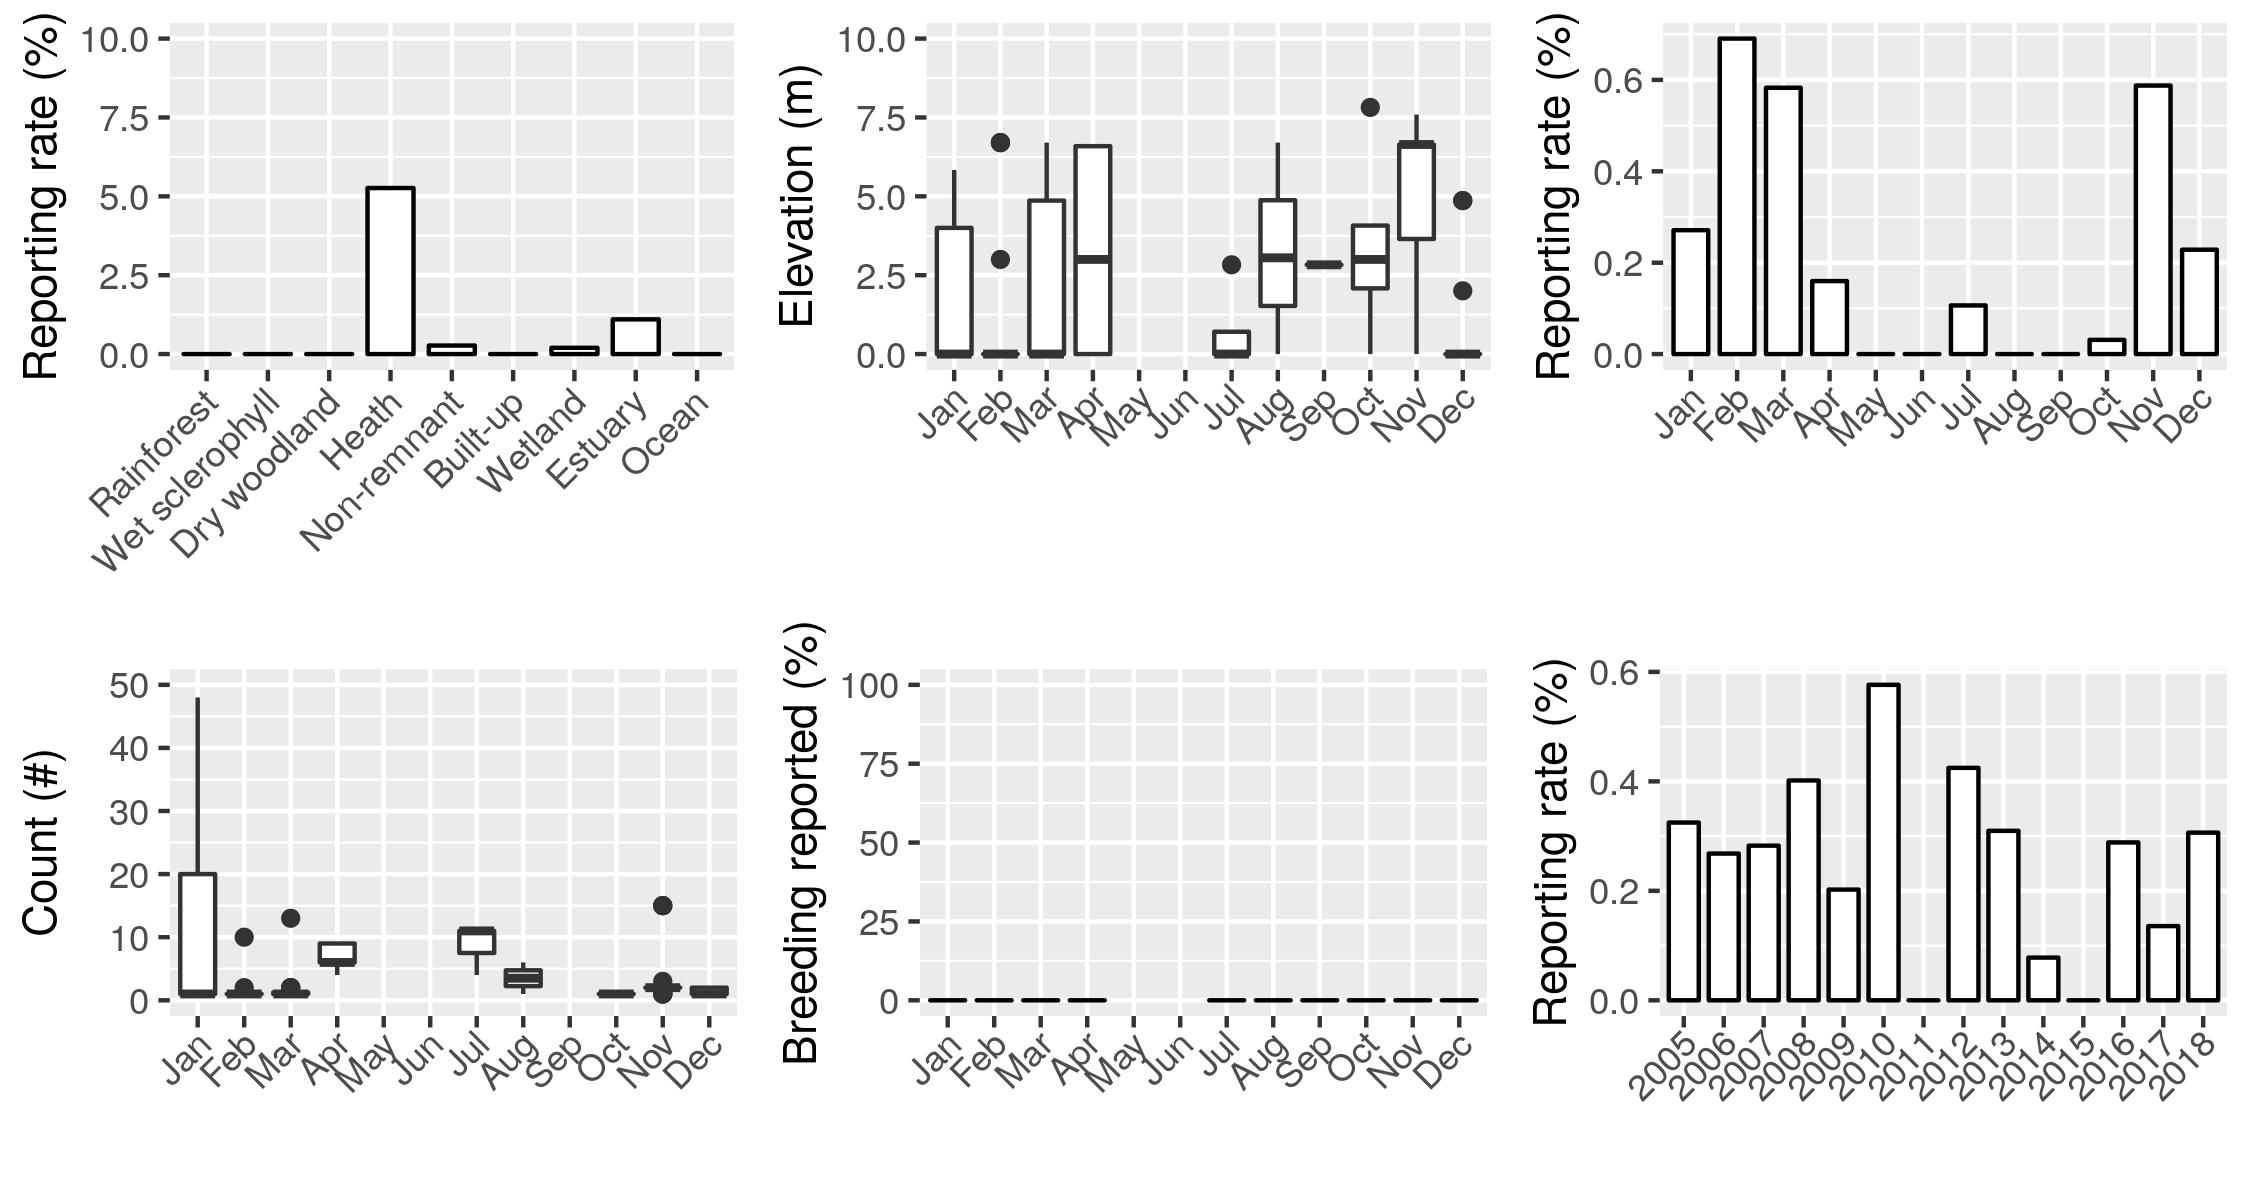 Reporting rate (%)
10.0
7.5
5.0
2.5
0.0
Rainforest
Wet sclerophyll
Dry woodland
Heath
Non-remnant
Built-up
Wetland
Estuary
Ocean
Elevation (m)
10.0
7.5
5.0
2.5
0.0
Jan
Feb
Mar
Apr
May
Jun
Jul
Aug
Sep
Oct
Nov
Dec
Reporting rate (%)
0.6
0.4
0.2
0.0
Jan
Feb
Mar
Apr
May
Jun
Jul
Aug
Sep
Oct
Nov
Dec
Count (#)
50
40
30
20
10
0
Jan
Feb
Mar
Apr
May
Jun
Jul
Aug
Sep
Oct
Nov
Dec
Breeding reported (%)
100
75
50
25
0
Jan
Feb
Mar
Apr
May
Jun
Jul
Aug
Sep
Oct
Nov
Dec
Reporting rate (%)
0.6
0.4
0.2
0.0
2005
2006
2007
2008
2009
2010
2011
2012
2013
2014
2015
2016
2017
2018